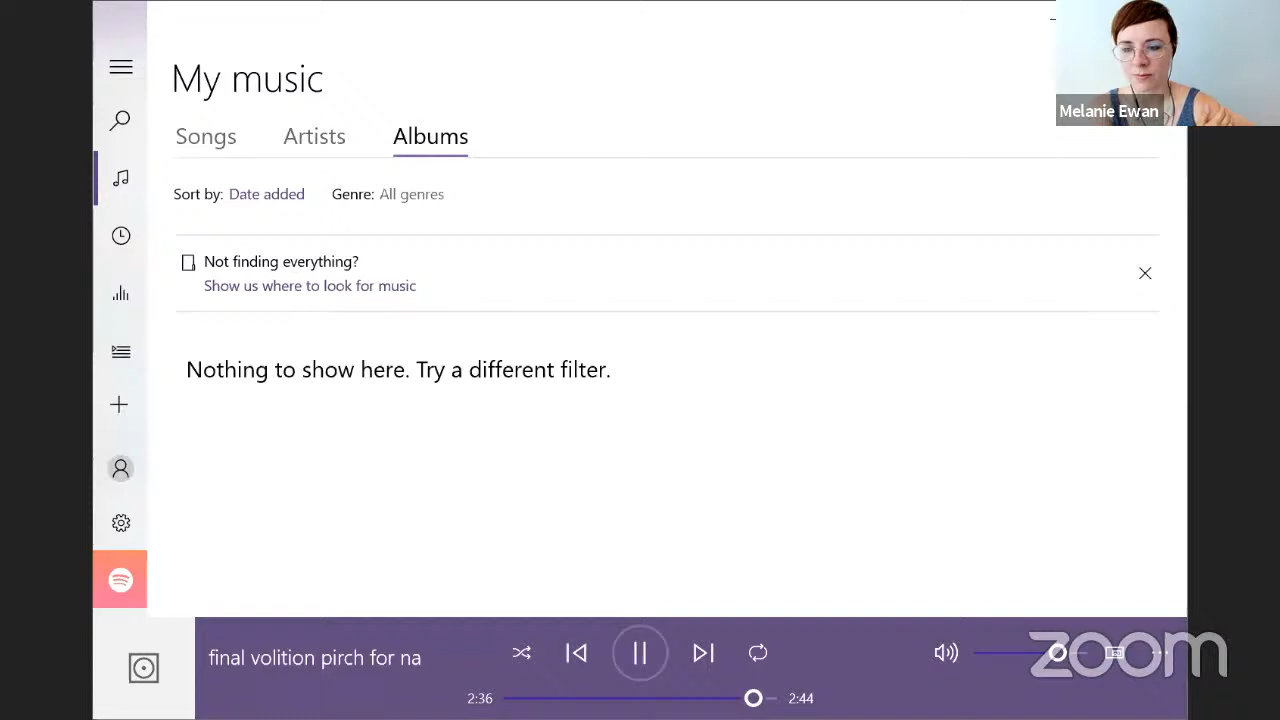 My music
Melanie Ewan
Songs Artists Albums
Sort by: Date added Genre: All genres
Not finding everything?
Show us where to look for music
Nothing to show here. Try a different filter.
final volition pirch for na
2:36 2:44
zoom